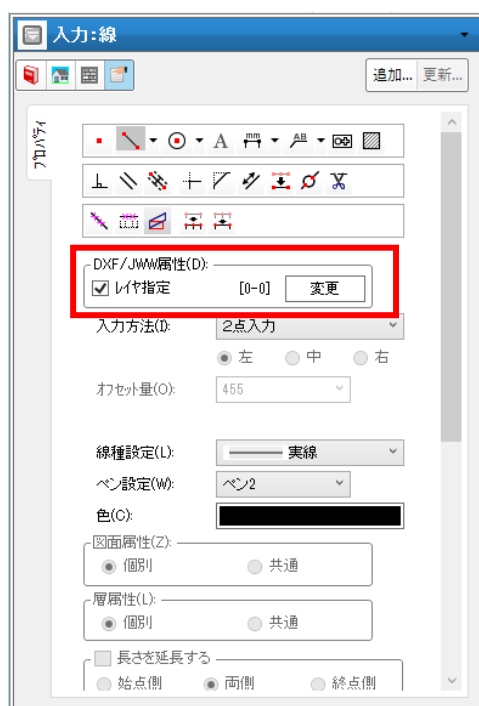 入力:線
追加... 更新...
プロパティ
A mm AB
DXF/JWW属性(D):
レイヤ指定 [0-0] 変更
入力方法(I): 2点入力
左 中 右
オフセット量(O): 455
線種設定(L): 実線
ペン設定(W): ペン2
色(C):
図面属性(Z):
個別 共通
層属性(L):
個別 共通
長さを延長する
始点側 両側 終点側